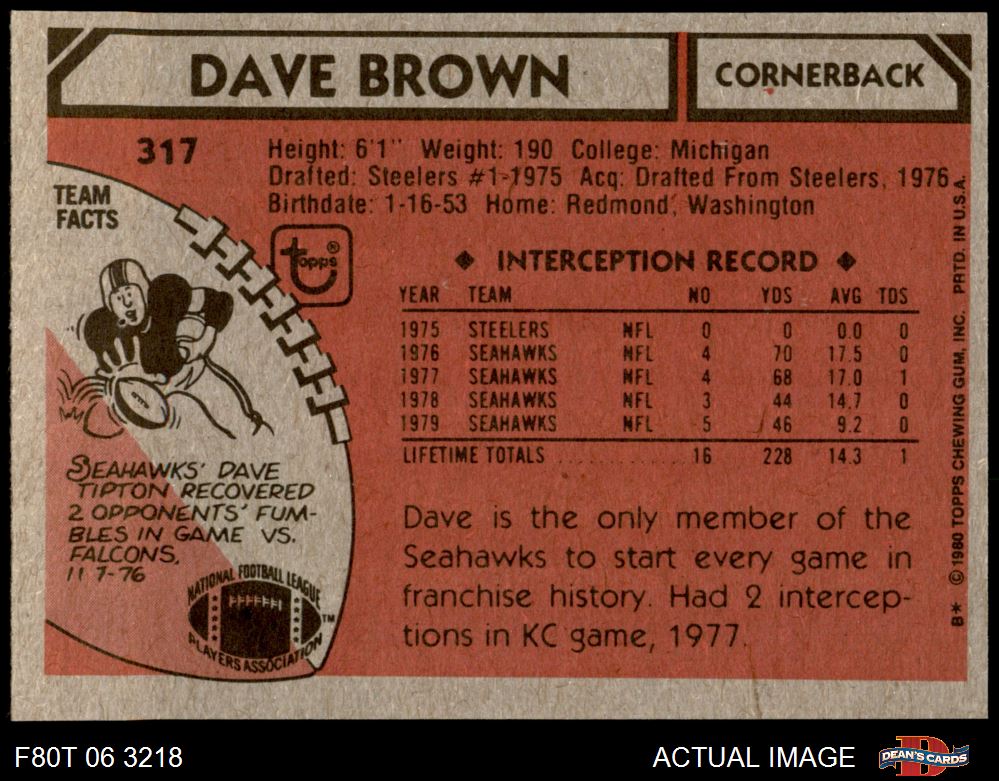 DAVE BROWN
CORNERBACK
317
Height: 6'1" Weight: 190 College: Michigan
Drafted: Steelers #1-1975 Acq: Drafted From Steelers, 1976.
Birthdate: 1-16-53 Home: Redmond, Washington
TEAM
FACTS
topps®
◆ INTERCEPTION RECORD ◆
YEAR TEAM NO YDS AVG TDS
1975 STEELERS NFL 0 0 0.0 0
1976 SEAHAWKS NFL 4 70 17.5 0
1977 SEAHAWKS NFL 4 68 17.0 1
1978 SEAHAWKS NFL 3 44 14.7 0
1979 SEAHAWKS NFL 5 46 9.2 0
LIFETIME TOTALS .............. 16 228 14.3 1
SEAHAWKS' DAVE
TIPTON RECOVERED
2 OPPONENTS' FUM-
BLES IN GAME VS.
FALCONS,
11-7-76
NATIONAL FOOTBALL LEAGUE
PLAYERS ASSOCIATION
TM
Dave is the only member of the
Seahawks to start every game in
franchise history. Had 2 intercep-
tions in KC game, 1977.
B* © 1980 TOPPS CHEWING GUM, INC. PRTD. IN U.S.A.
F80T 06 3218
ACTUAL IMAGE
DEAN'S CARDS